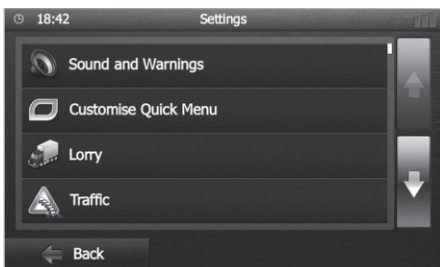 18:42 Settings
Sound and Warnings
Customise Quick Menu
Lorry
Traffic
Back